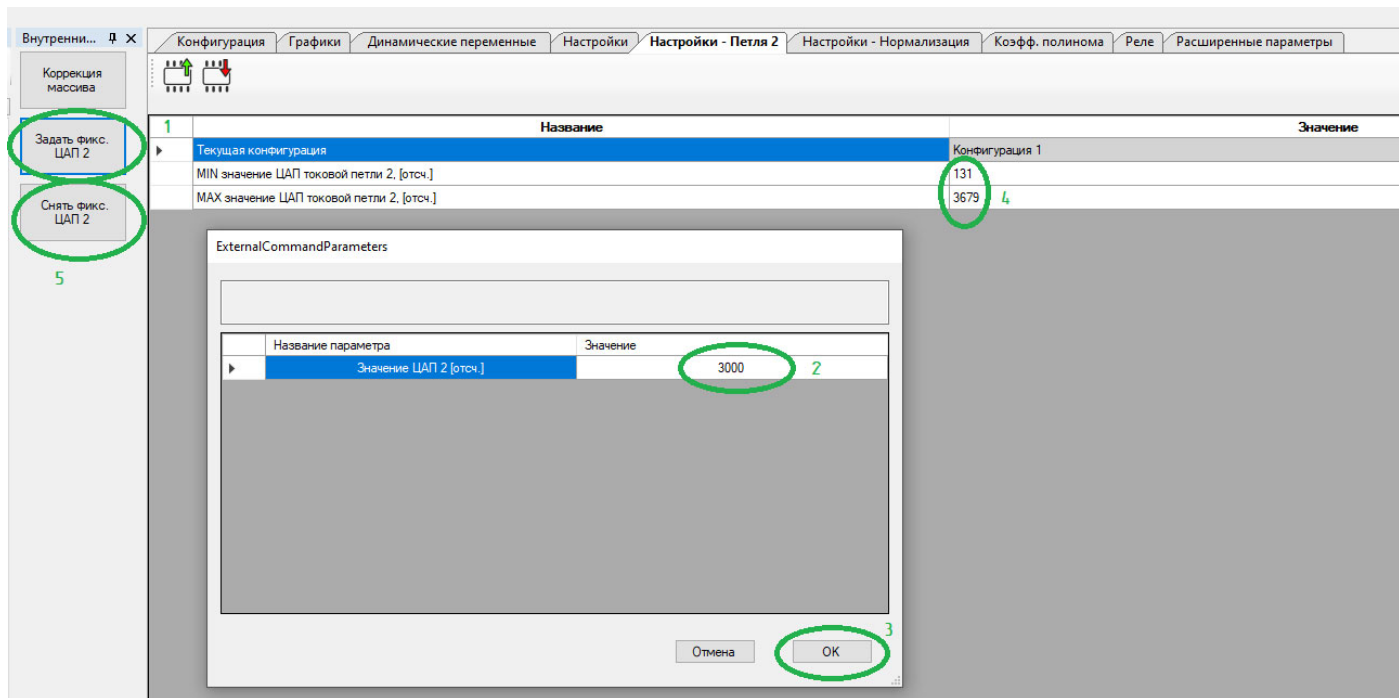 Внутренни...
Конфигурация Графики Динамические переменные Настройки Настройки - Петля 2 Настройки - Нормализация Коэфф. полинома Реле Расширенные параметры
Коррекция
массива
Задать фикс.
ЦАП 2
Снять фикс.
ЦАП 2
5
1 Название Значение
Текущая конфигурация Конфигурация 1
MIN значение ЦАП токовой петли 2, [отсч.] 131
MAX значение ЦАП токовой петли 2, [отсч.] 3679 4
ExternalCommandParameters
Название параметра Значение
Значение ЦАП 2 [отсч.] 3000 2
3
Отмена OK